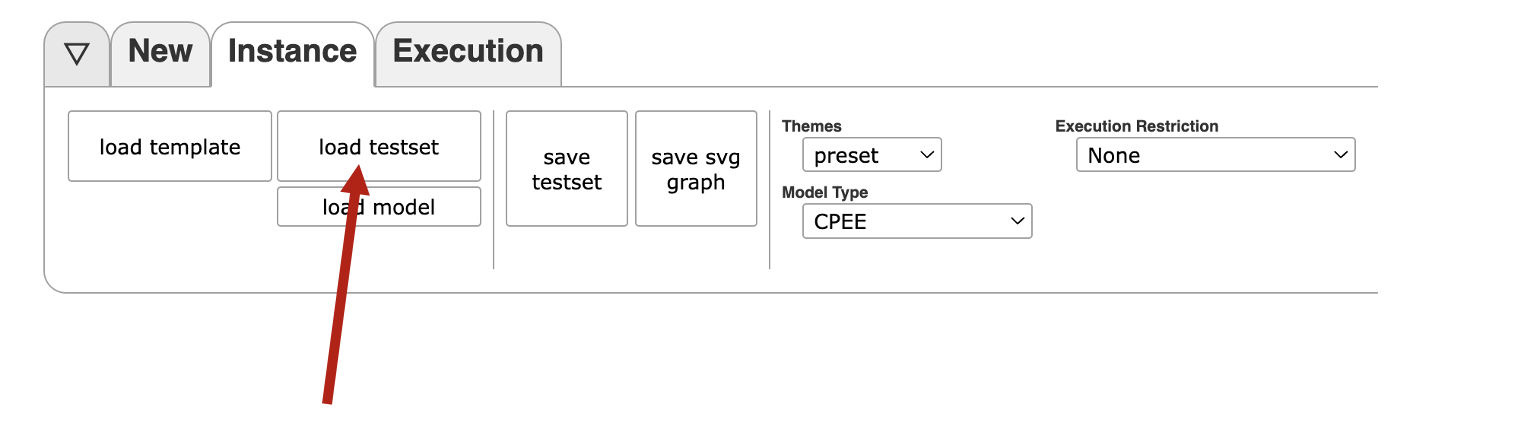 New
Instance
Execution
load template
load testset
load model
save
testset
save svg
graph
Themes
preset
Model Type
CPEE
Execution Restriction
None